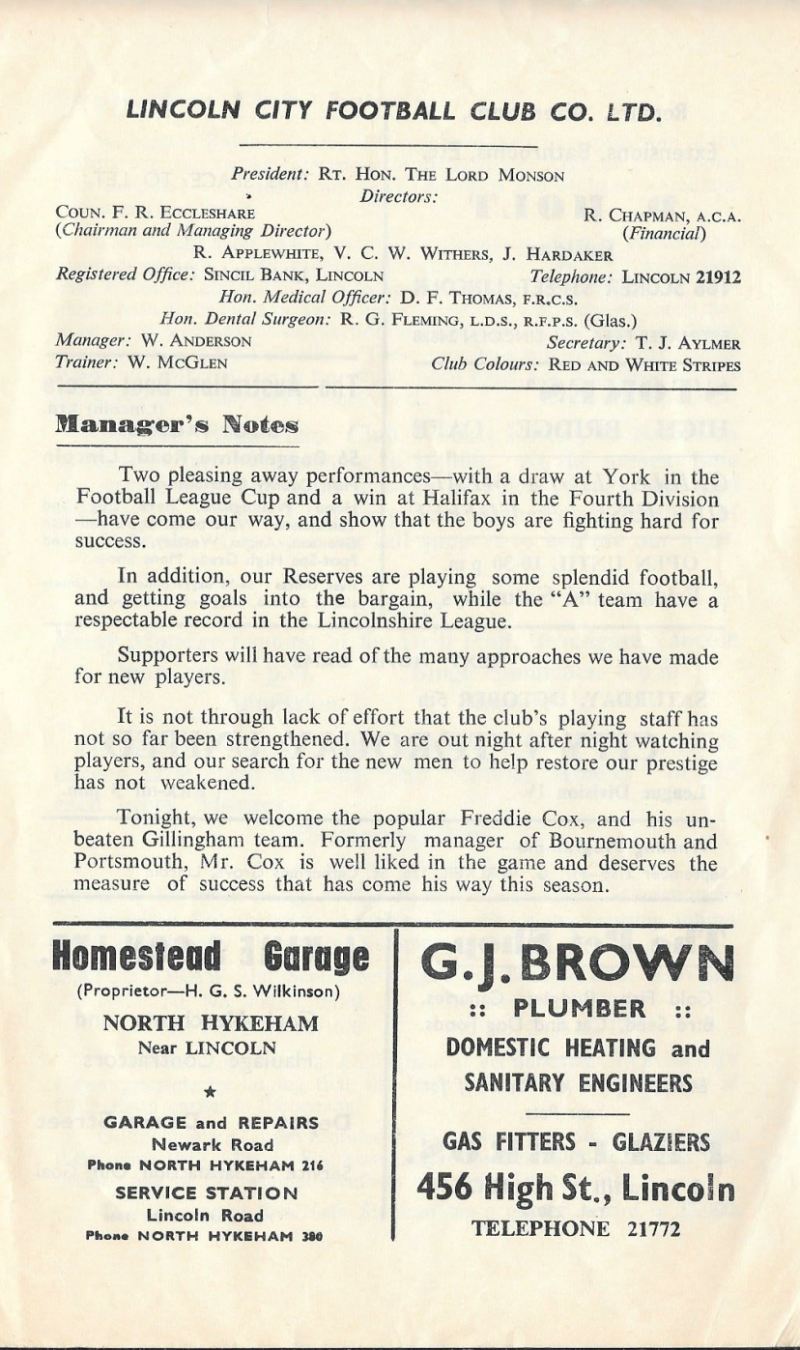 LINCOLN CITY FOOTBALL CLUB CO. LTD.
President: RT. HON. THE LORD MONSON
Directors:
COUN. F. R. ECCLESHARE
(Chairman and Managing Director)
R. CHAPMAN, A.C.A.
(Financial)
R. APPLEWHITE, V. C. W. WITHERS, J. HARDAKER
Registered Office: SINCIL BANK, LINCOLN Telephone: LINCOLN 21912
Hon. Medical Officer: D. F. THOMAS, F.R.C.S.
Hon. Dental Surgeon: R. G. FLEMING, L.D.S., R.F.P.S. (Glas.)
Manager: W. ANDERSON Secretary: T. J. AYLMER
Trainer: W. MCGLEN Club Colours: RED AND WHITE STRIPES
Manager's Notes
Two pleasing away performances—with a draw at York in the
Football League Cup and a win at Halifax in the Fourth Division
—have come our way, and show that the boys are fighting hard for
success.
In addition, our Reserves are playing some splendid football,
and getting goals into the bargain, while the "A" team have a
respectable record in the Lincolnshire League.
Supporters will have read of the many approaches we have made
for new players.
It is not through lack of effort that the club's playing staff has
not so far been strengthened. We are out night after night watching
players, and our search for the new men to help restore our prestige
has not weakened.
Tonight, we welcome the popular Freddie Cox, and his un-
beaten Gillingham team. Formerly manager of Bournemouth and
Portsmouth, Mr. Cox is well liked in the game and deserves the
measure of success that has come his way this season.
Homestead Garage
(Proprietor—H. G. S. Wilkinson)
NORTH HYKEHAM
Near LINCOLN
★
GARAGE and REPAIRS
Newark Road
Phone NORTH HYKEHAM 216
SERVICE STATION
Lincoln Road
Phone NORTH HYKEHAM 380
G.J. BROWN
:: PLUMBER ::
DOMESTIC HEATING and
SANITARY ENGINEERS
GAS FITTERS - GLAZIERS
456 High St., Lincoln
TELEPHONE 21772